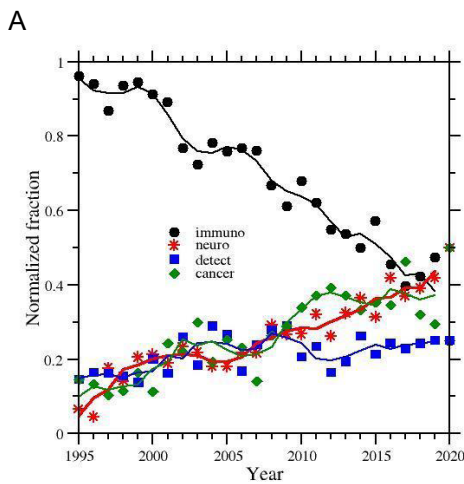 A
1
0.8
0.6
0.4
0.2
0
Normalized fraction
immuno
neuro
detect
cancer
1995 2000 2005 2010 2015 2020
Year